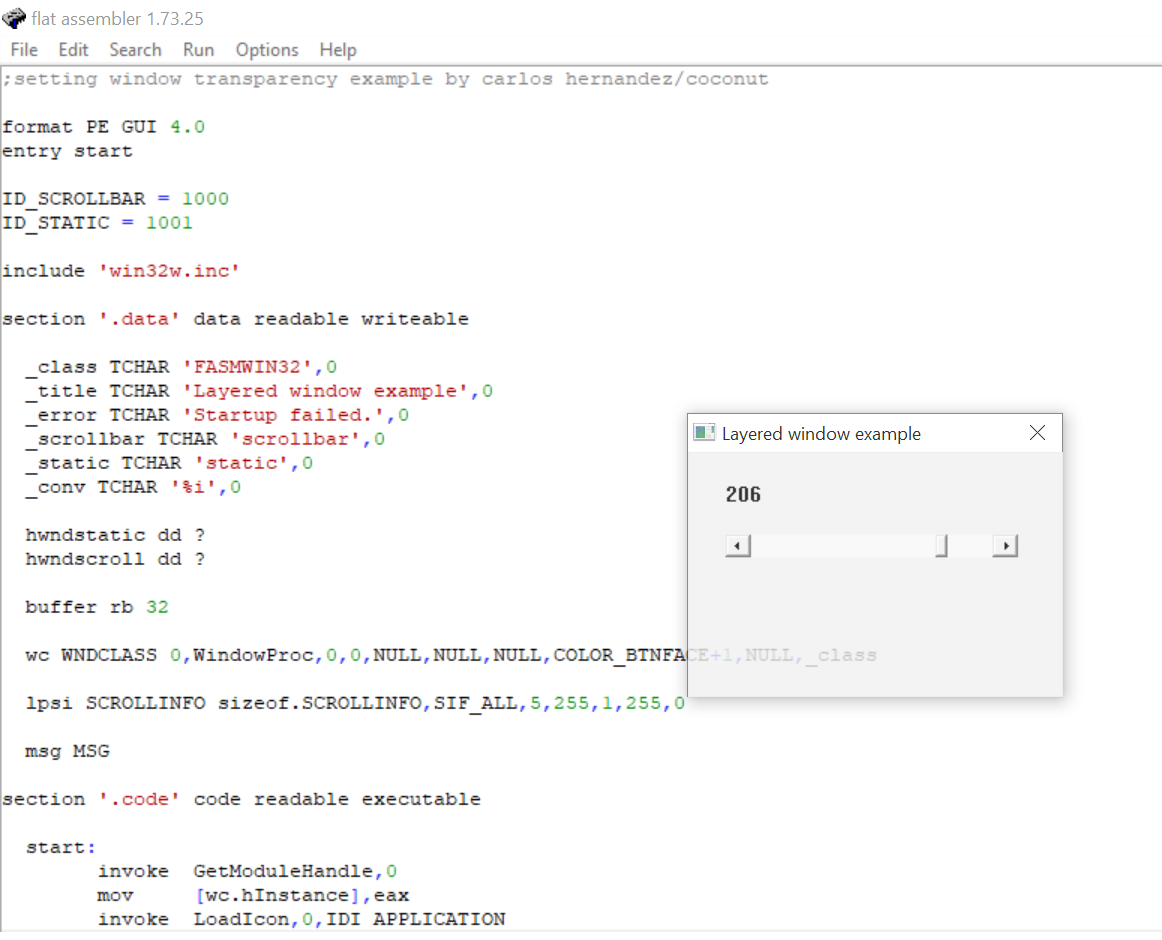 flat assembler 1.73.25
File Edit Search Run Options Help
;setting window transparency example by carlos hernandez/coconut
format PE GUI 4.0
entry start
ID_SCROLLBAR = 1000
ID_STATIC = 1001
include 'win32w.inc'
section '.data' data readable writeable
_class TCHAR 'FASMWIN32',0
_title TCHAR 'Layered window example',0
_error TCHAR 'Startup failed.',0
_scrollbar TCHAR 'scrollbar',0
_static TCHAR 'static',0
_conv TCHAR '%i',0
hwndstatic dd ?
hwndscroll dd ?
buffer rb 32
wc WNDCLASS 0,WindowProc,0,0,NULL,NULL,NULL,COLOR_BTNFACE+1,NULL,_class
lpsi SCROLLINFO sizeof.SCROLLINFO,SIF_ALL,5,255,1,255,0
msg MSG
section '.code' code readable executable
start:
invoke GetModuleHandle,0
mov [wc.hInstance],eax
invoke LoadIcon,0,IDI_APPLICATION
Layered window example
206